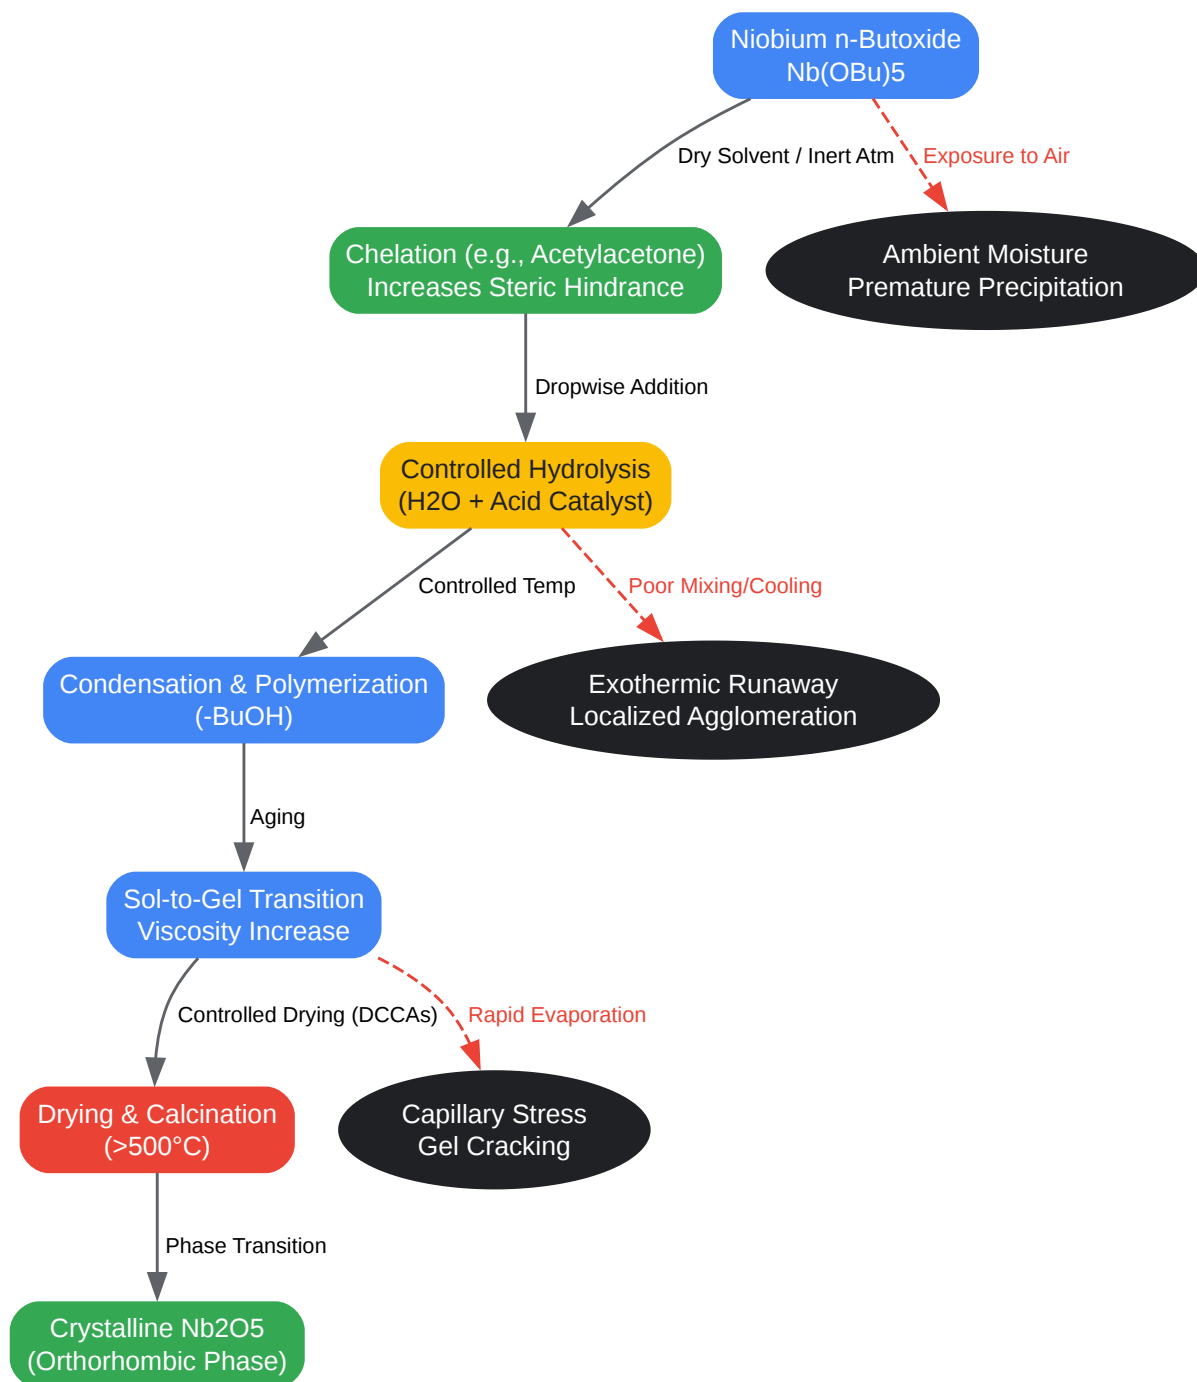 Niobium n-Butoxide
Nb(OBu)5
Dry Solvent / Inert Atm
Exposure to Air
Chelation (e.g., Acetylacetone)
Increases Steric Hindrance
Ambient Moisture
Premature Precipitation
Dropwise Addition
Controlled Hydrolysis
(H2O + Acid Catalyst)
Controlled Temp
Poor Mixing/Cooling
Condensation & Polymerization
(-BuOH)
Exothermic Runaway
Localized Agglomeration
Aging
Sol-to-Gel Transition
Viscosity Increase
Controlled Drying (DCCAs)
Rapid Evaporation
Drying & Calcination
(>500°C)
Capillary Stress
Gel Cracking
Phase Transition
Crystalline Nb2O5
(Orthorhombic Phase)